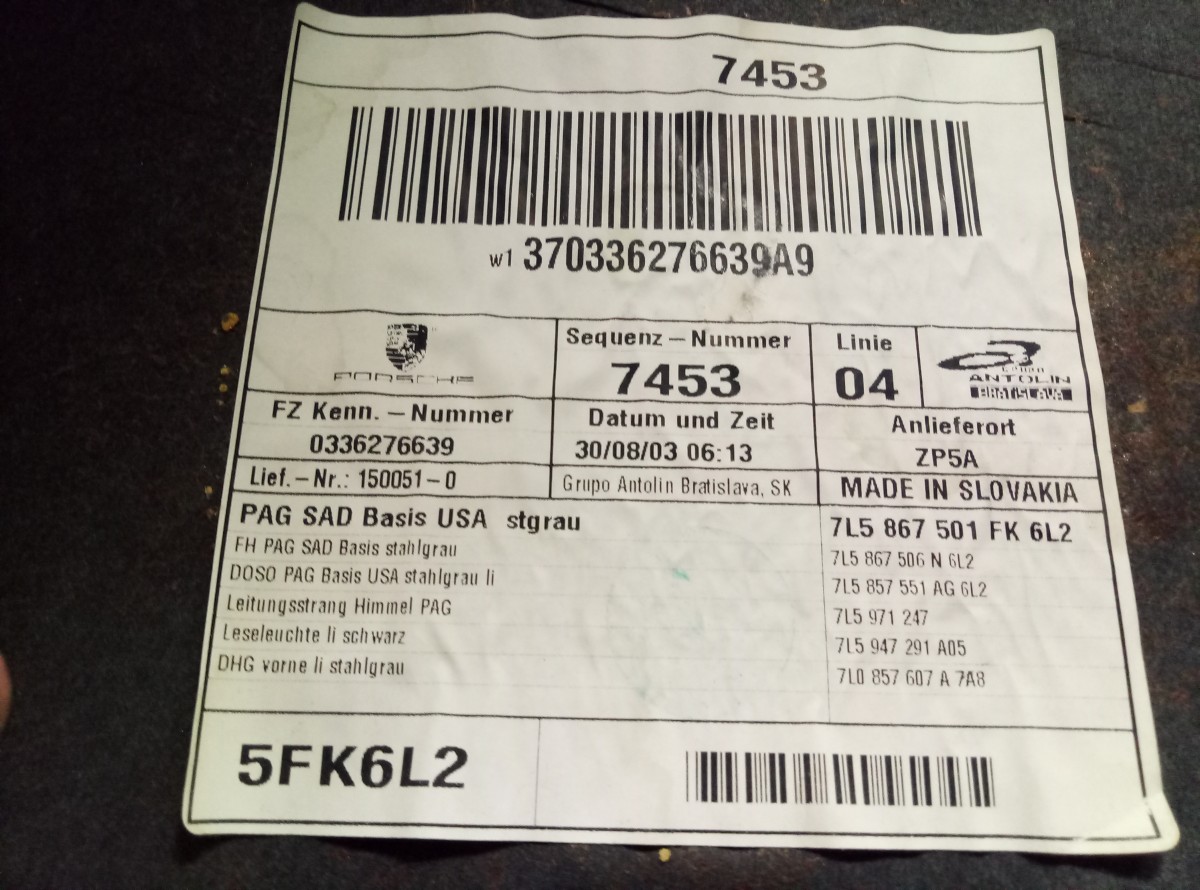 7453
w1 370336276639A9
PORSCHE
Sequenz – Nummer
7453
Linie
04
ANTOLIN
BRATISLAVA
FZ Kenn. – Nummer
0336276639
Datum und Zeit
30/08/03 06:13
Anlieferort
ZP5A
Lief. – Nr.: 150051 – 0
Grupo Antolin Bratislava, SK
MADE IN SLOVAKIA
PAG SAD Basis USA stgrau 7L5 867 501 FK 6L2
FH PAG SAD Basis stahlgrau 7L5 867 506 N 6L2
DOSO PAG Basis USA stahlgrau li 7L5 857 551 AG 6L2
Leitungsstrang Himmel PAG 7L5 971 247
Leseleuchte li schwarz 7L5 947 291 A05
DHG vorne li stahlgrau 7L0 857 607 A 7A8
5FK6L2